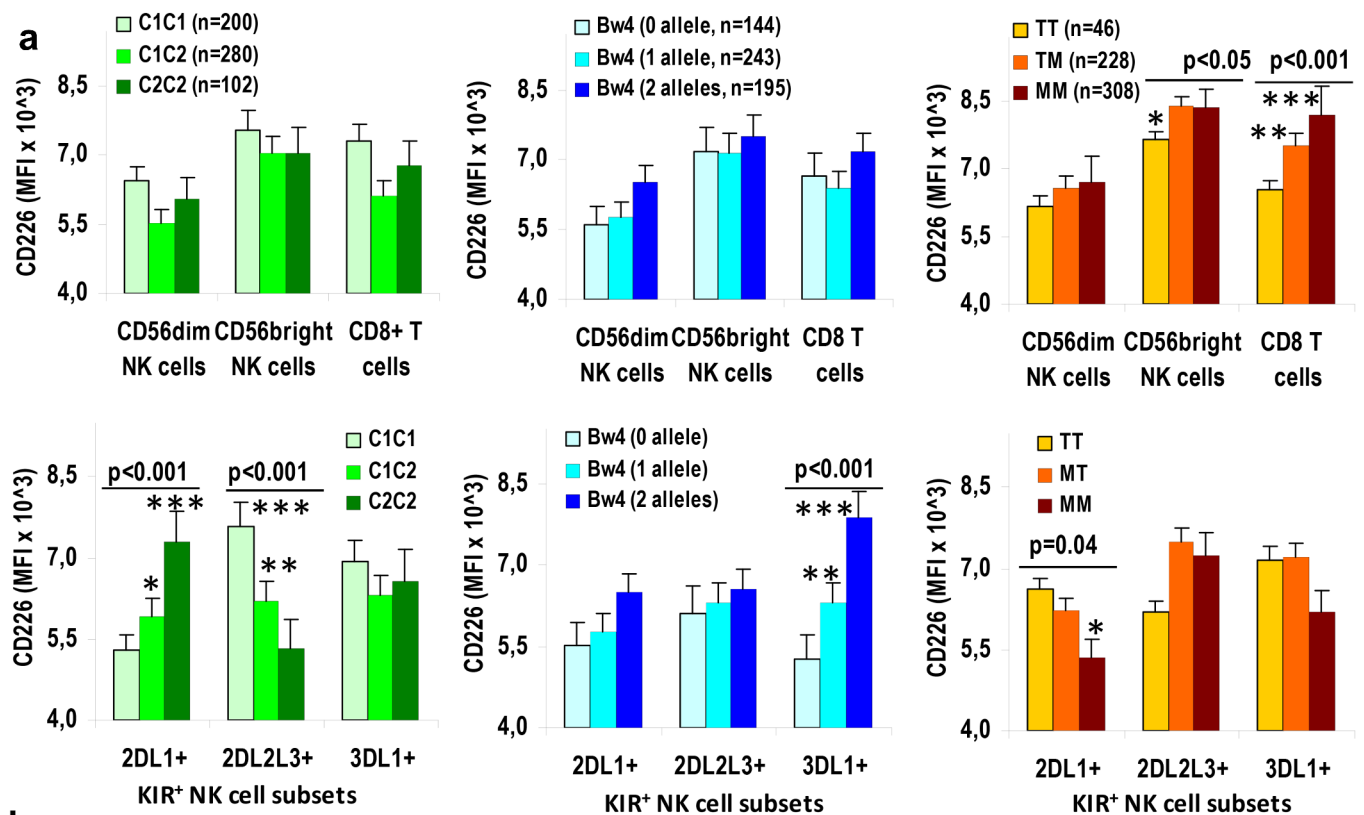 a
C1C1 (n=200)
C1C2 (n=280)
C2C2 (n=102)
CD226 (MFI x 10^3)
8,5
7,0
5,5
4,0
CD56dim NK cells
CD56bright NK cells
CD8+ T cells
Bw4 (0 allele, n=144)
Bw4 (1 allele, n=243)
Bw4 (2 alleles, n=195)
CD226 (MFI x 10^3)
8,5
7,0
5,5
4,0
CD56dim NK cells
CD56bright NK cells
CD8 T cells
TT (n=46)
TM (n=228)
MM (n=308)
p<0.05
p<0.001
*
**
***
CD226 (MFI x 10^3)
8,5
7,0
5,5
4,0
CD56dim NK cells
CD56bright NK cells
CD8 T cells
C1C1
C1C2
C2C2
p<0.001
p<0.001
*
***
***
**
CD226 (MFI x 10^3)
8,5
7,0
5,5
4,0
2DL1+
2DL2L3+
3DL1+
KIR+ NK cell subsets
Bw4 (0 allele)
Bw4 (1 allele)
Bw4 (2 alleles)
p<0.001
***
**
CD226 (MFI x 10^3)
8,5
7,0
5,5
4,0
2DL1+
2DL2L3+
3DL1+
KIR+ NK cell subsets
TT
MT
MM
p=0.04
*
CD226 (MFI x 10^3)
8,5
7,0
5,5
4,0
2DL1+
2DL2L3+
3DL1+
KIR+ NK cell subsets